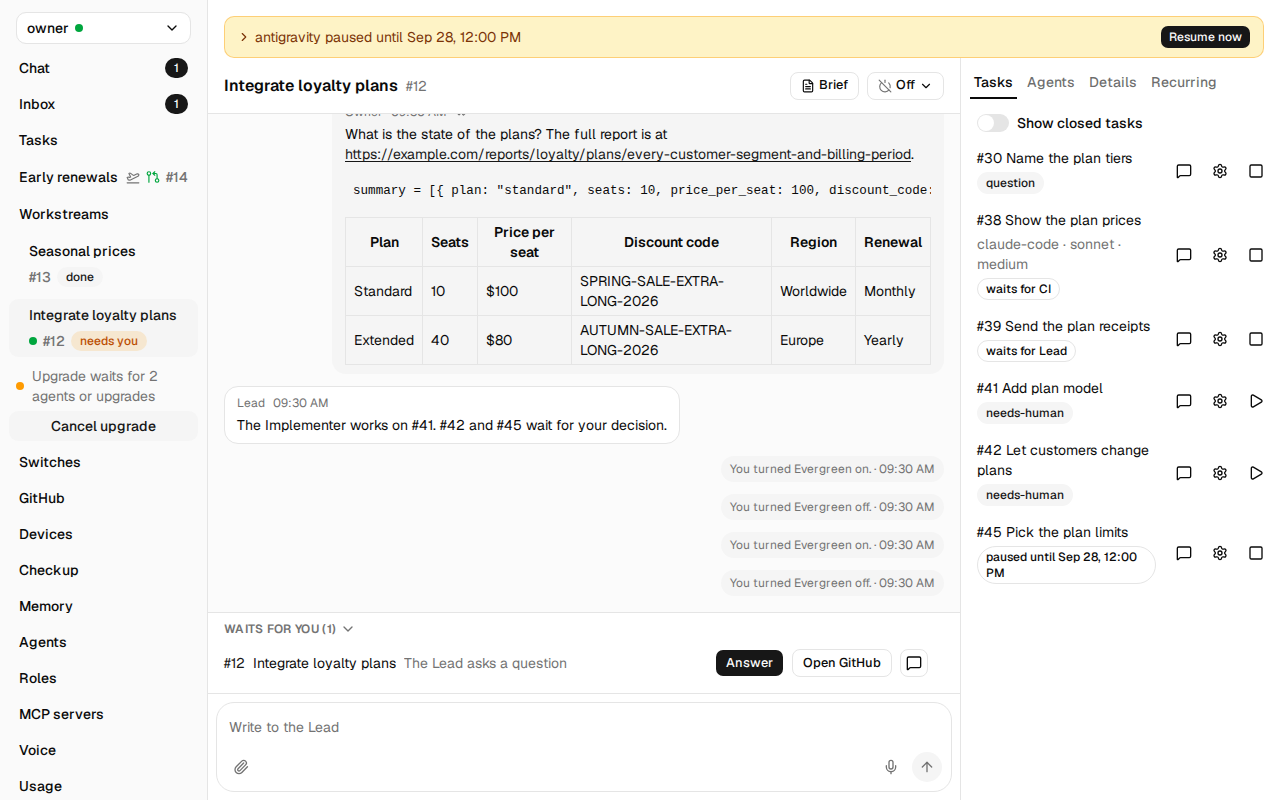 owner
Chat 1
Inbox 1
Tasks
Early renewals #14
Workstreams
Seasonal prices
#13 done
Integrate loyalty plans
#12 needs you
Upgrade waits for 2
agents or upgrades
Cancel upgrade
Switches
GitHub
Devices
Checkup
Memory
Agents
Roles
MCP servers
Voice
Usage
antigravity paused until Sep 28, 12:00 PM
Resume now
Integrate loyalty plans #12
Brief
Off
What is the state of the plans? The full report is at
https://example.com/reports/loyalty/plans/every-customer-segment-and-billing-period.
summary = [{ plan: "standard", seats: 10, price_per_seat: 100, discount_code:
Plan Seats Price per seat Discount code Region Renewal
Standard 10 $100 SPRING-SALE-EXTRA-LONG-2026 Worldwide Monthly
Extended 40 $80 AUTUMN-SALE-EXTRA-LONG-2026 Europe Yearly
Lead 09:30 AM
The Implementer works on #41. #42 and #45 wait for your decision.
You turned Evergreen on. · 09:30 AM
You turned Evergreen off. · 09:30 AM
You turned Evergreen on. · 09:30 AM
You turned Evergreen off. · 09:30 AM
WAITS FOR YOU (1)
#12 Integrate loyalty plans The Lead asks a question
Answer
Open GitHub
Write to the Lead
Tasks Agents Details Recurring
Show closed tasks
#30 Name the plan tiers
question
#38 Show the plan prices
claude-code · sonnet ·
medium
waits for CI
#39 Send the plan receipts
waits for Lead
#41 Add plan model
needs-human
#42 Let customers change
plans
needs-human
#45 Pick the plan limits
paused until Sep 28, 12:00
PM